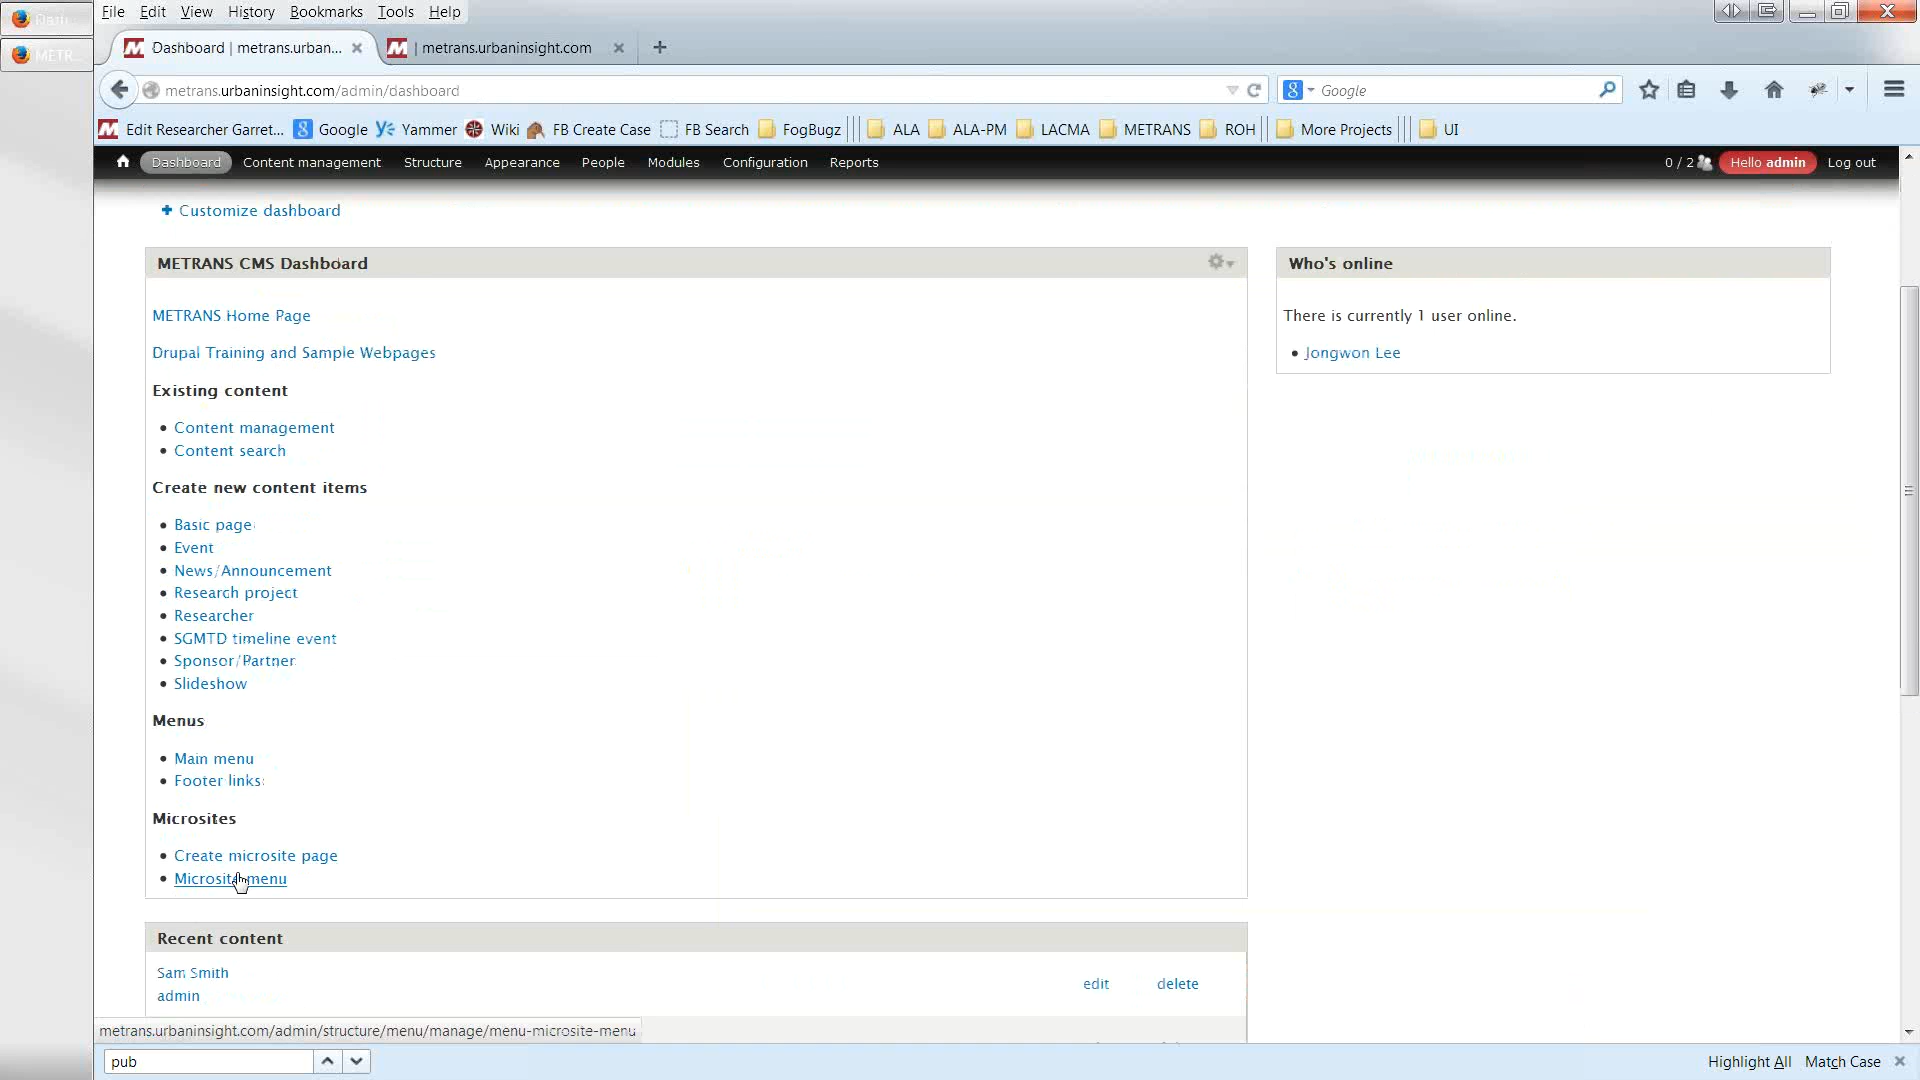 Dash
METR
File Edit View History Bookmarks Tools Help
Dashboard | metrans.urban... | metrans.urbaninsight.com
metrans.urbaninsight.com/admin/dashboard Google
Edit Researcher Garret... Google Yammer Wiki FB Create Case FB Search FogBugz ALA ALA-PM LACMA METRANS ROH More Projects UI
Dashboard Content management Structure Appearance People Modules Configuration Reports 0 / 2 Hello admin Log out
Customize dashboard
METRANS CMS Dashboard
METRANS Home Page
Drupal Training and Sample Webpages
Existing content
Content management
Content search
Create new content items
Basic page
Event
News/Announcement
Research project
Researcher
SGMTD timeline event
Sponsor/Partner
Slideshow
Menus
Main menu
Footer links
Microsites
Create microsite page
Microsite menu
Who's online
There is currently 1 user online.
Jongwon Lee
Recent content
Sam Smith
admin
edit delete
metrans.urbaninsight.com/admin/structure/menu/manage/menu-microsite-menu
pub Highlight All Match Case